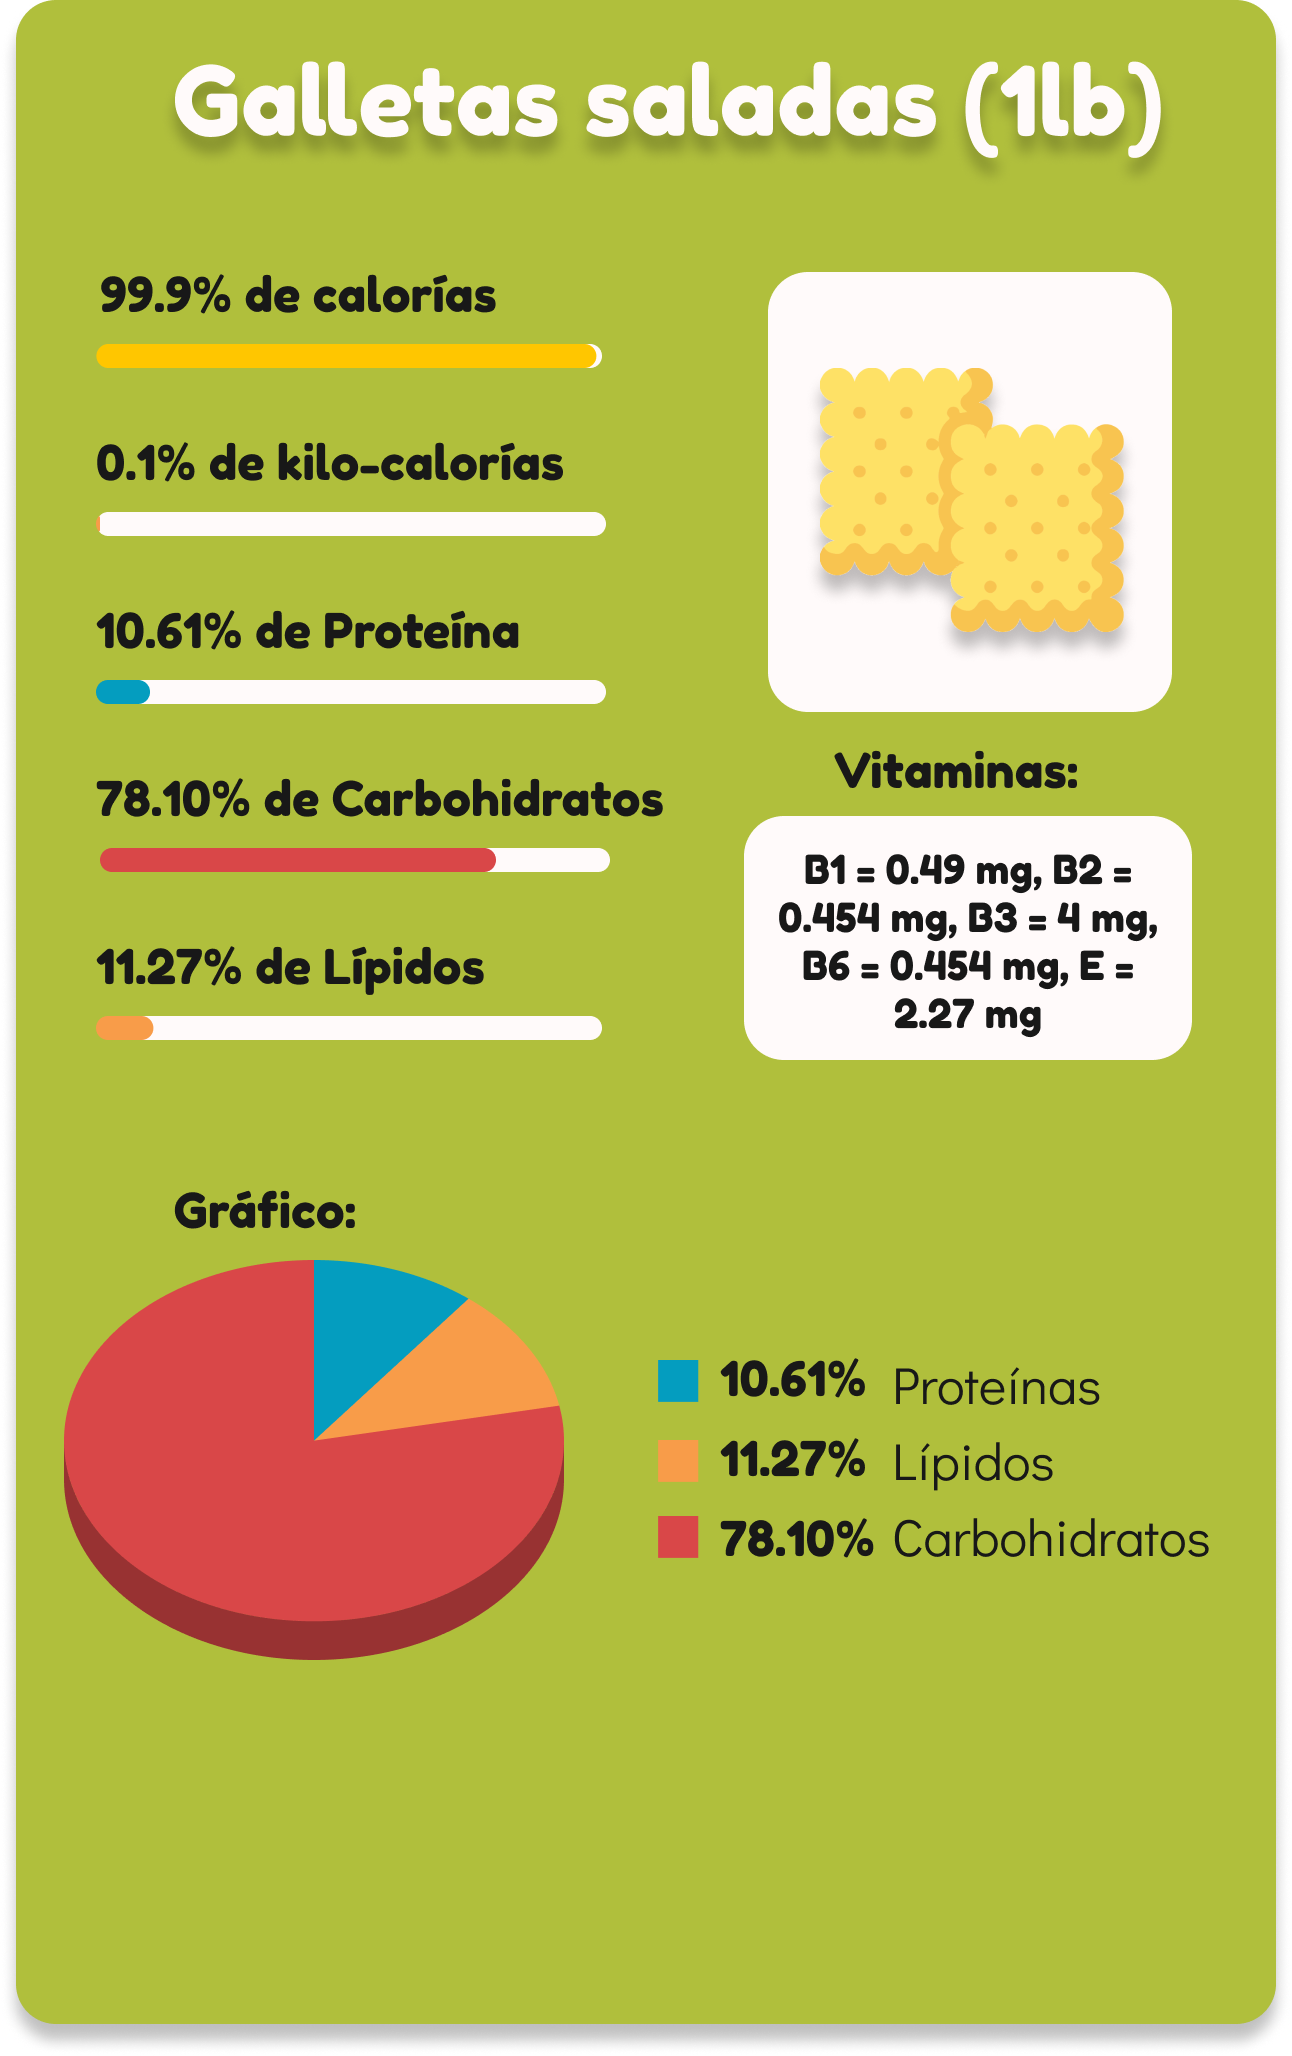 Galletas saladas (1lb)
99.9% de calorías
0.1% de kilo-calorías
10.61% de Proteína
78.10% de Carbohidratos
11.27% de Lípidos
Vitaminas:
B1 = 0.49 mg, B2 =
0.454 mg, B3 = 4 mg,
B6 = 0.454 mg, E =
2.27 mg
Gráfico:
10.61% Proteínas
11.27% Lípidos
78.10% Carbohidratos